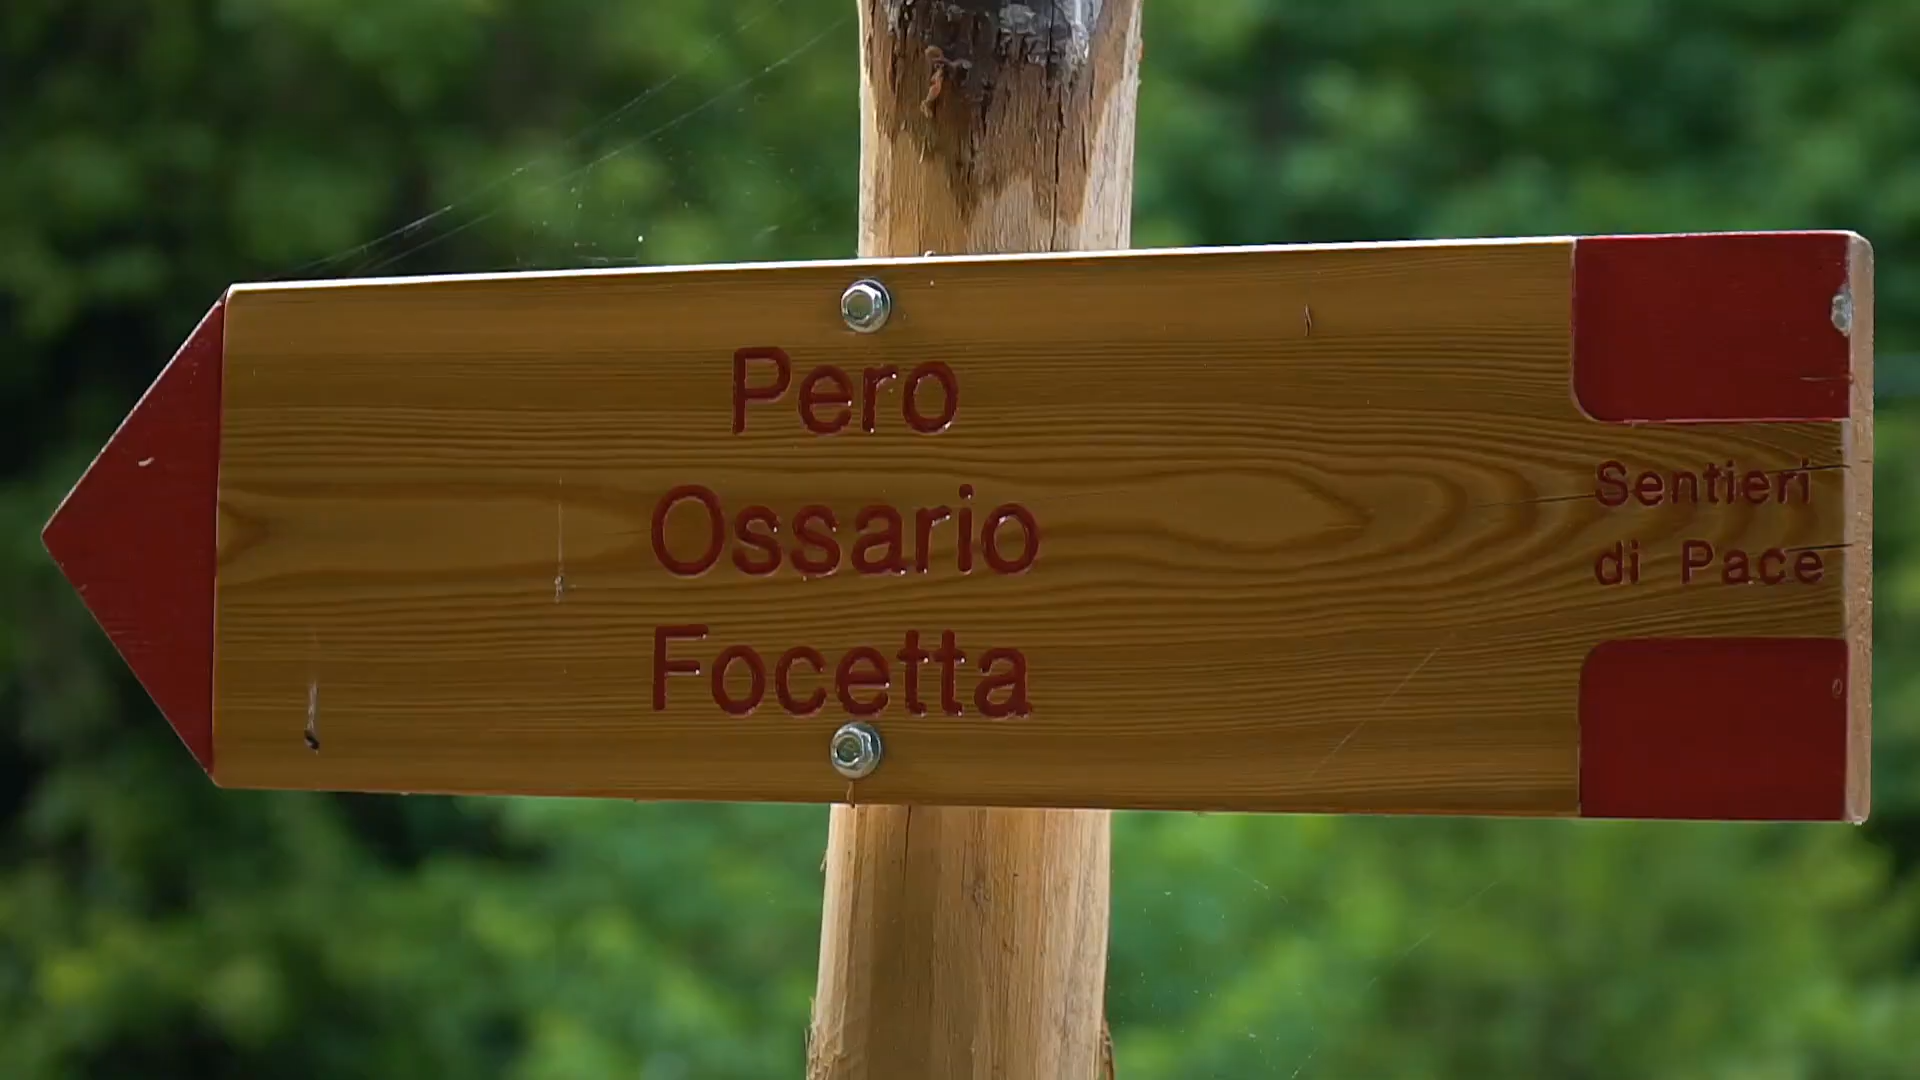 Pero
Ossario
Focetta
Sentieri
di Pace